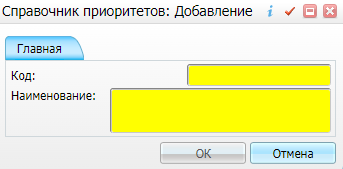 Справочник приоритетов: Добавление
Главная
Код:
Наименование:
ОК
Отмена